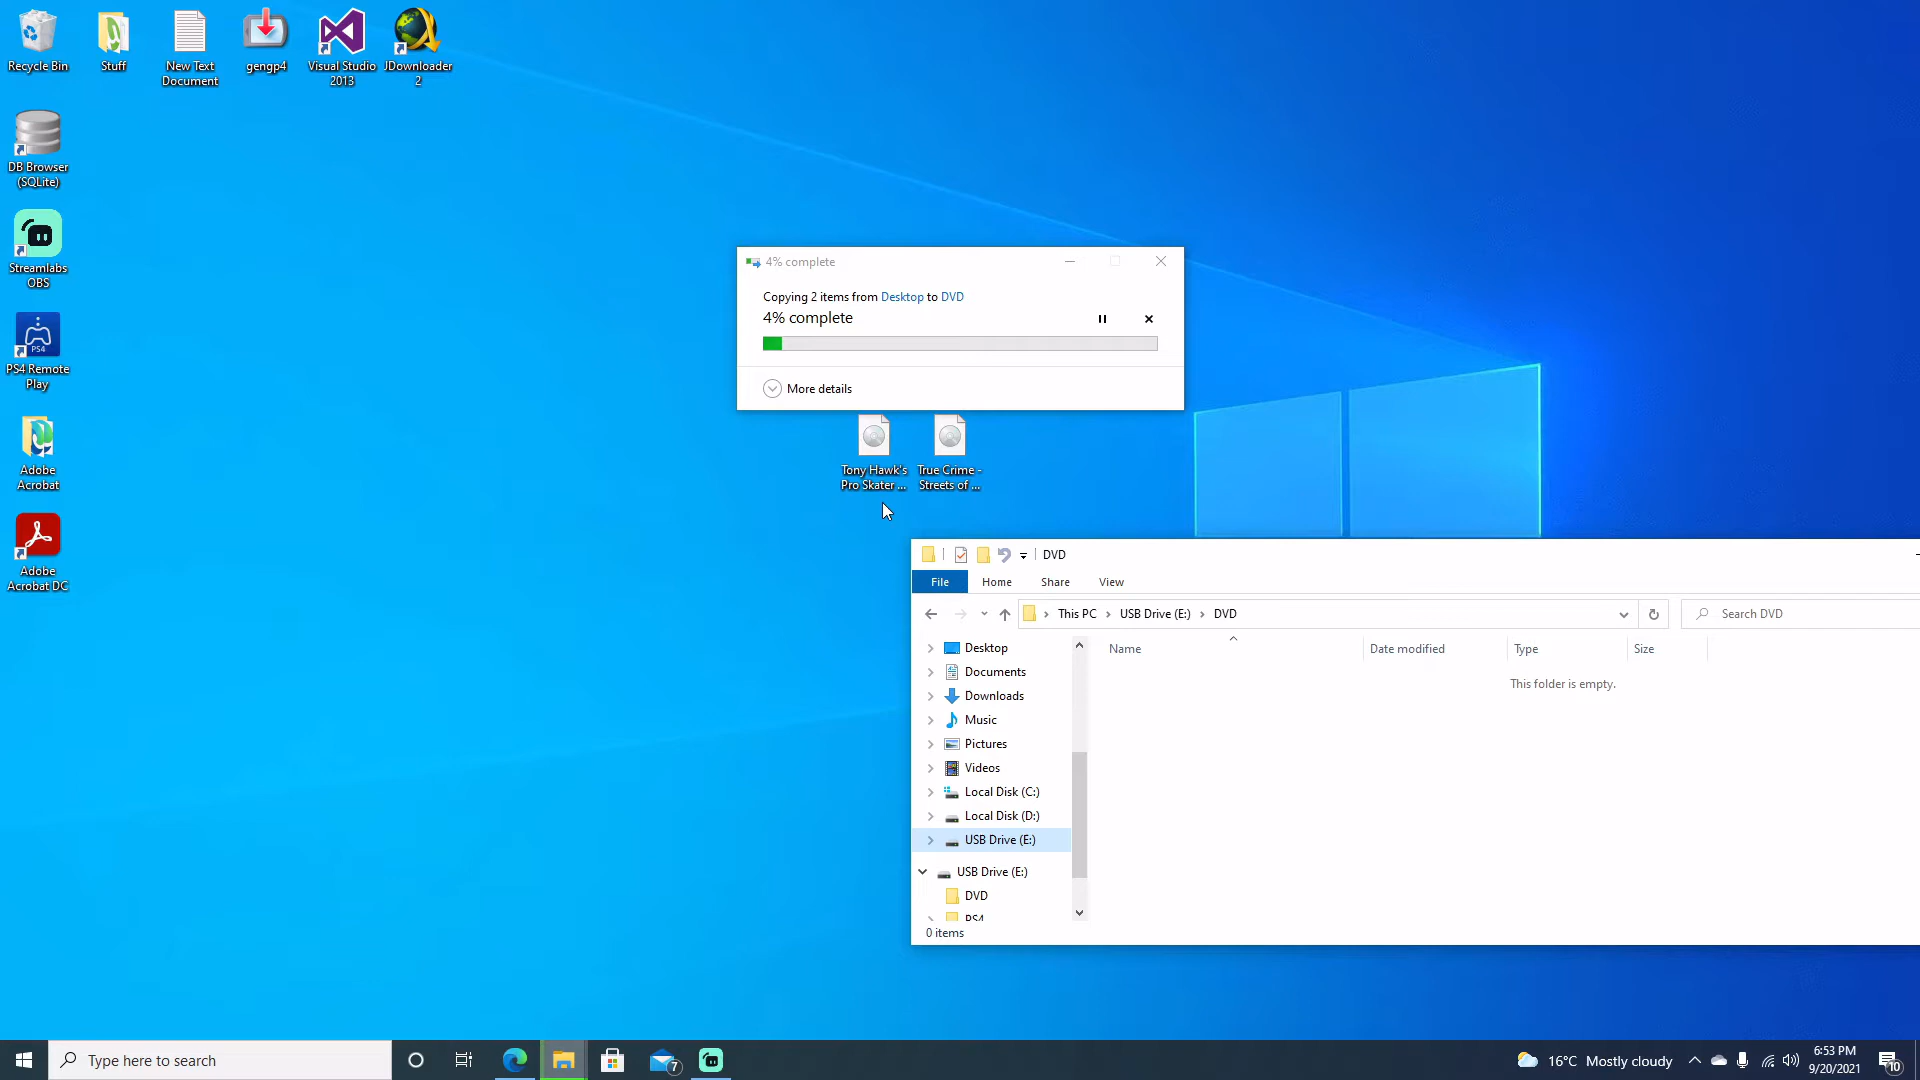 Recycle Bin
Stuff
New Text
Document
gengp4
Visual Studio
2013
JDownloader
2
DB Browser
(SQLite)
Streamlabs
OBS
PS4
PS4 Remote
Play
Adobe
Acrobat
Adobe
Acrobat DC
4% complete
Copying 2 items from Desktop to DVD
4% complete
More details
Tony Hawk's
Pro Skater ...
True Crime -
Streets of ...
DVD
File Home Share View
This PC USB Drive (E:) DVD
Search DVD
Name Date modified Type Size
This folder is empty.
Desktop
Documents
Downloads
Music
Pictures
Videos
Local Disk (C:)
Local Disk (D:)
USB Drive (E:)
USB Drive (E:)
DVD
PS4
0 items
Type here to search
7
16°C Mostly cloudy
6:53 PM
9/20/2021
10